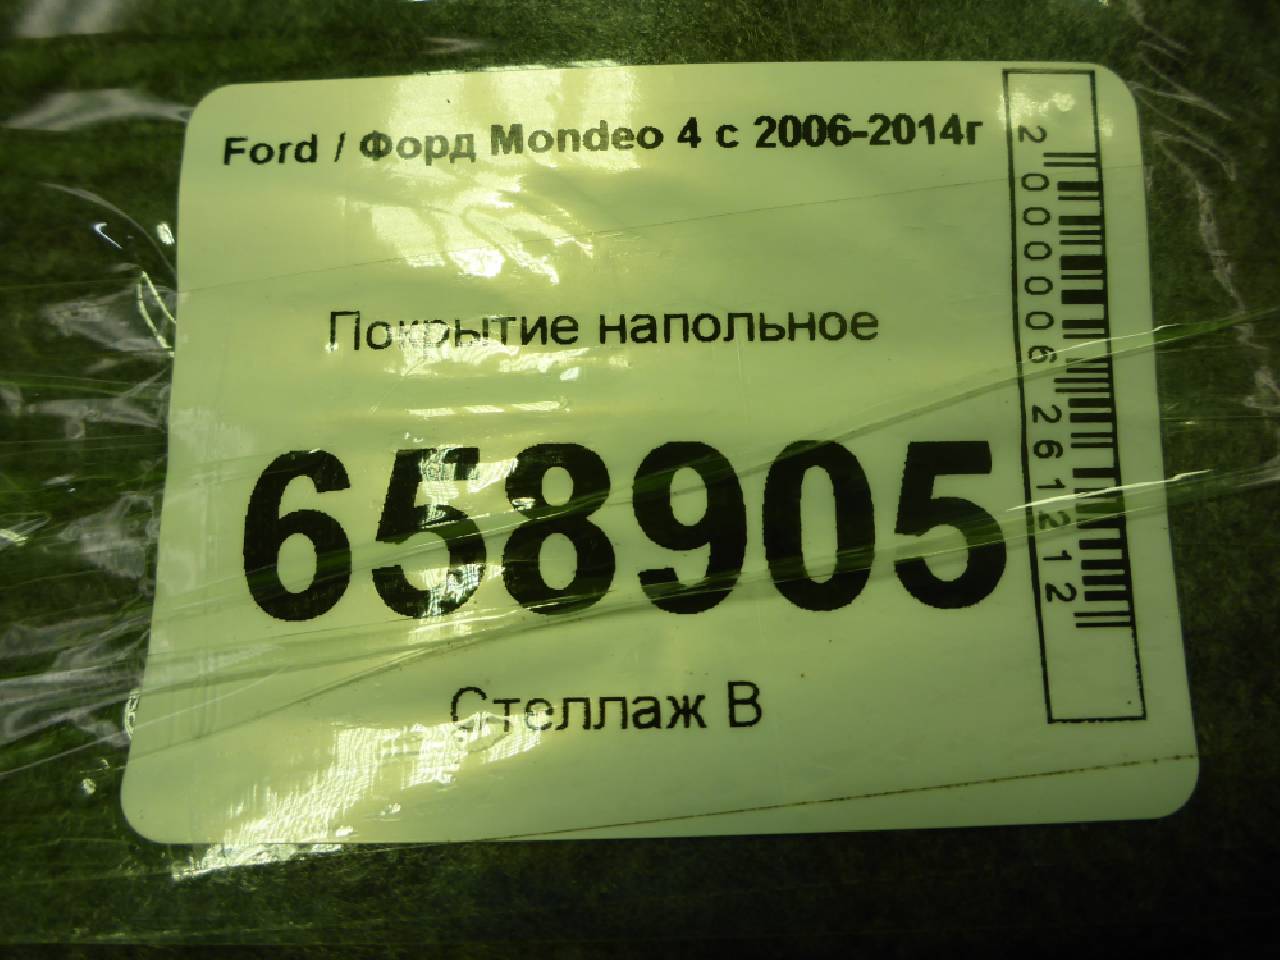 Ford / Форд Mondeo 4 с 2006-2014г
Покрытие напольное
658905
Стеллаж В
2000006261212